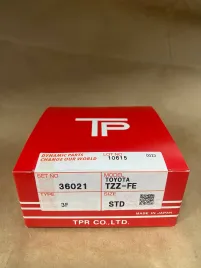 TP
DYNAMIC PARTS
CHANGE OUR WORLD
LOT NO
10615
SET NO
36021
MODEL
TOYOTA
TZZ-FE
TYPE
SIZE
STD
MADE IN JAPAN
TPR CO.,LTD.